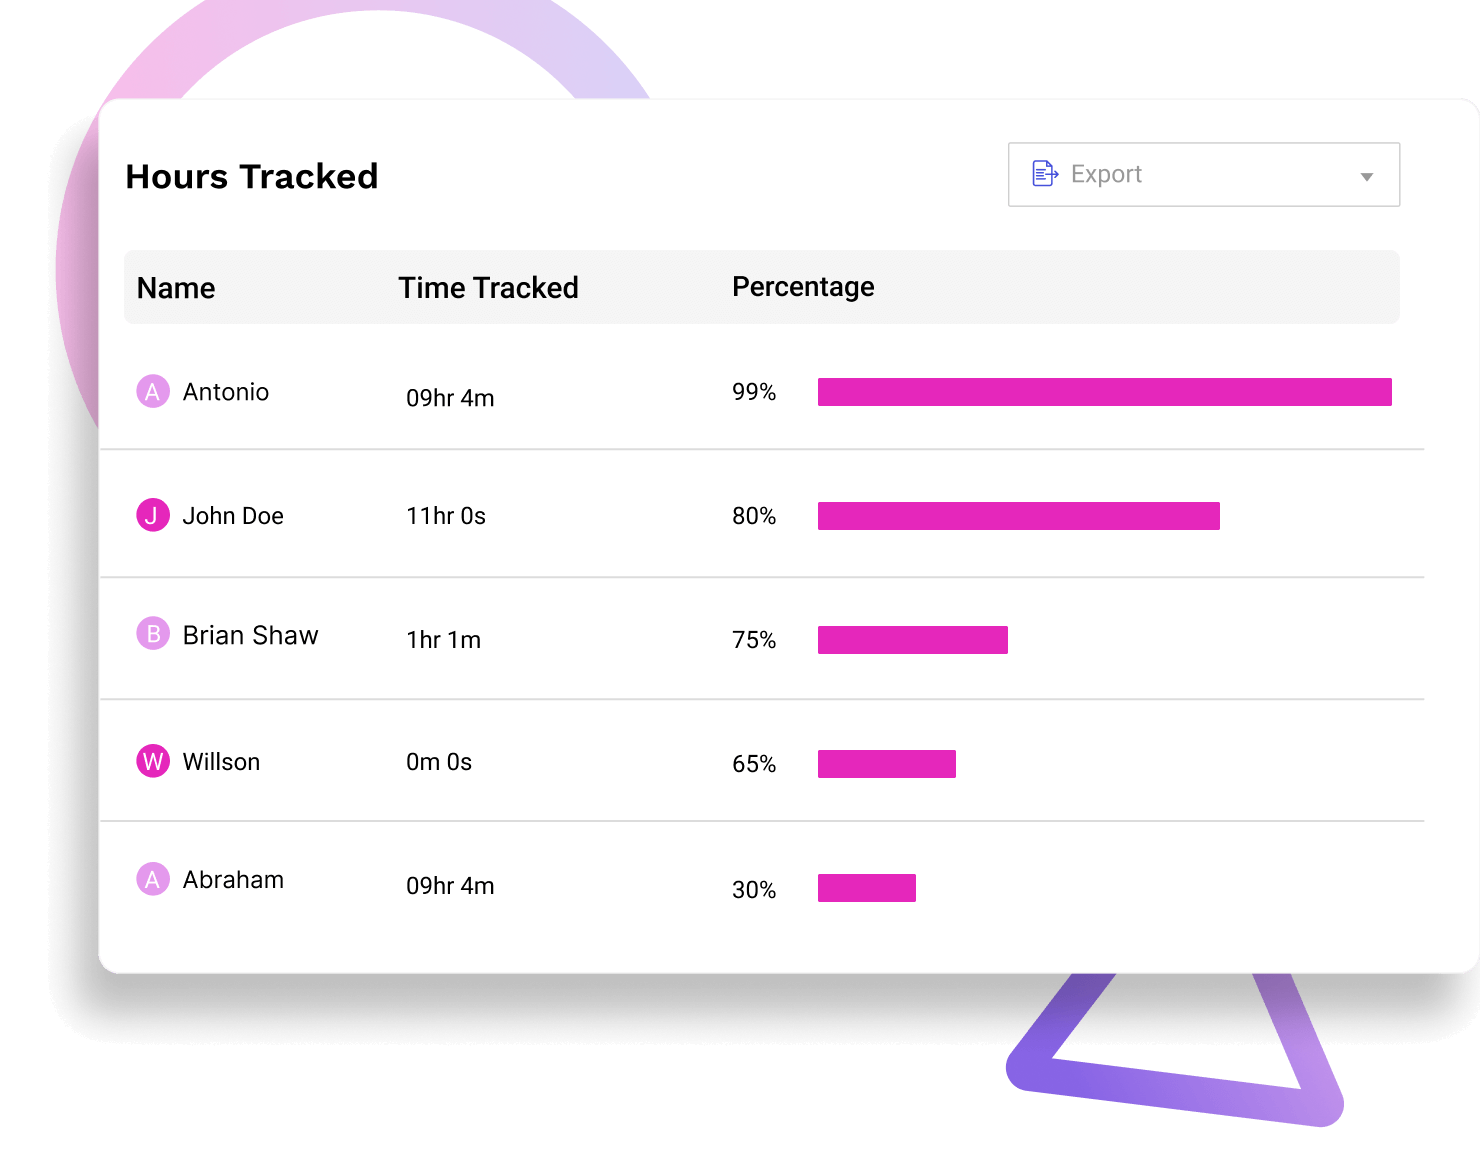 Hours Tracked
Export
Name Time Tracked Percentage
A Antonio 09hr 4m 99%
J John Doe 11hr 0s 80%
B Brian Shaw 1hr 1m 75%
W Willson 0m 0s 65%
A Abraham 09hr 4m 30%